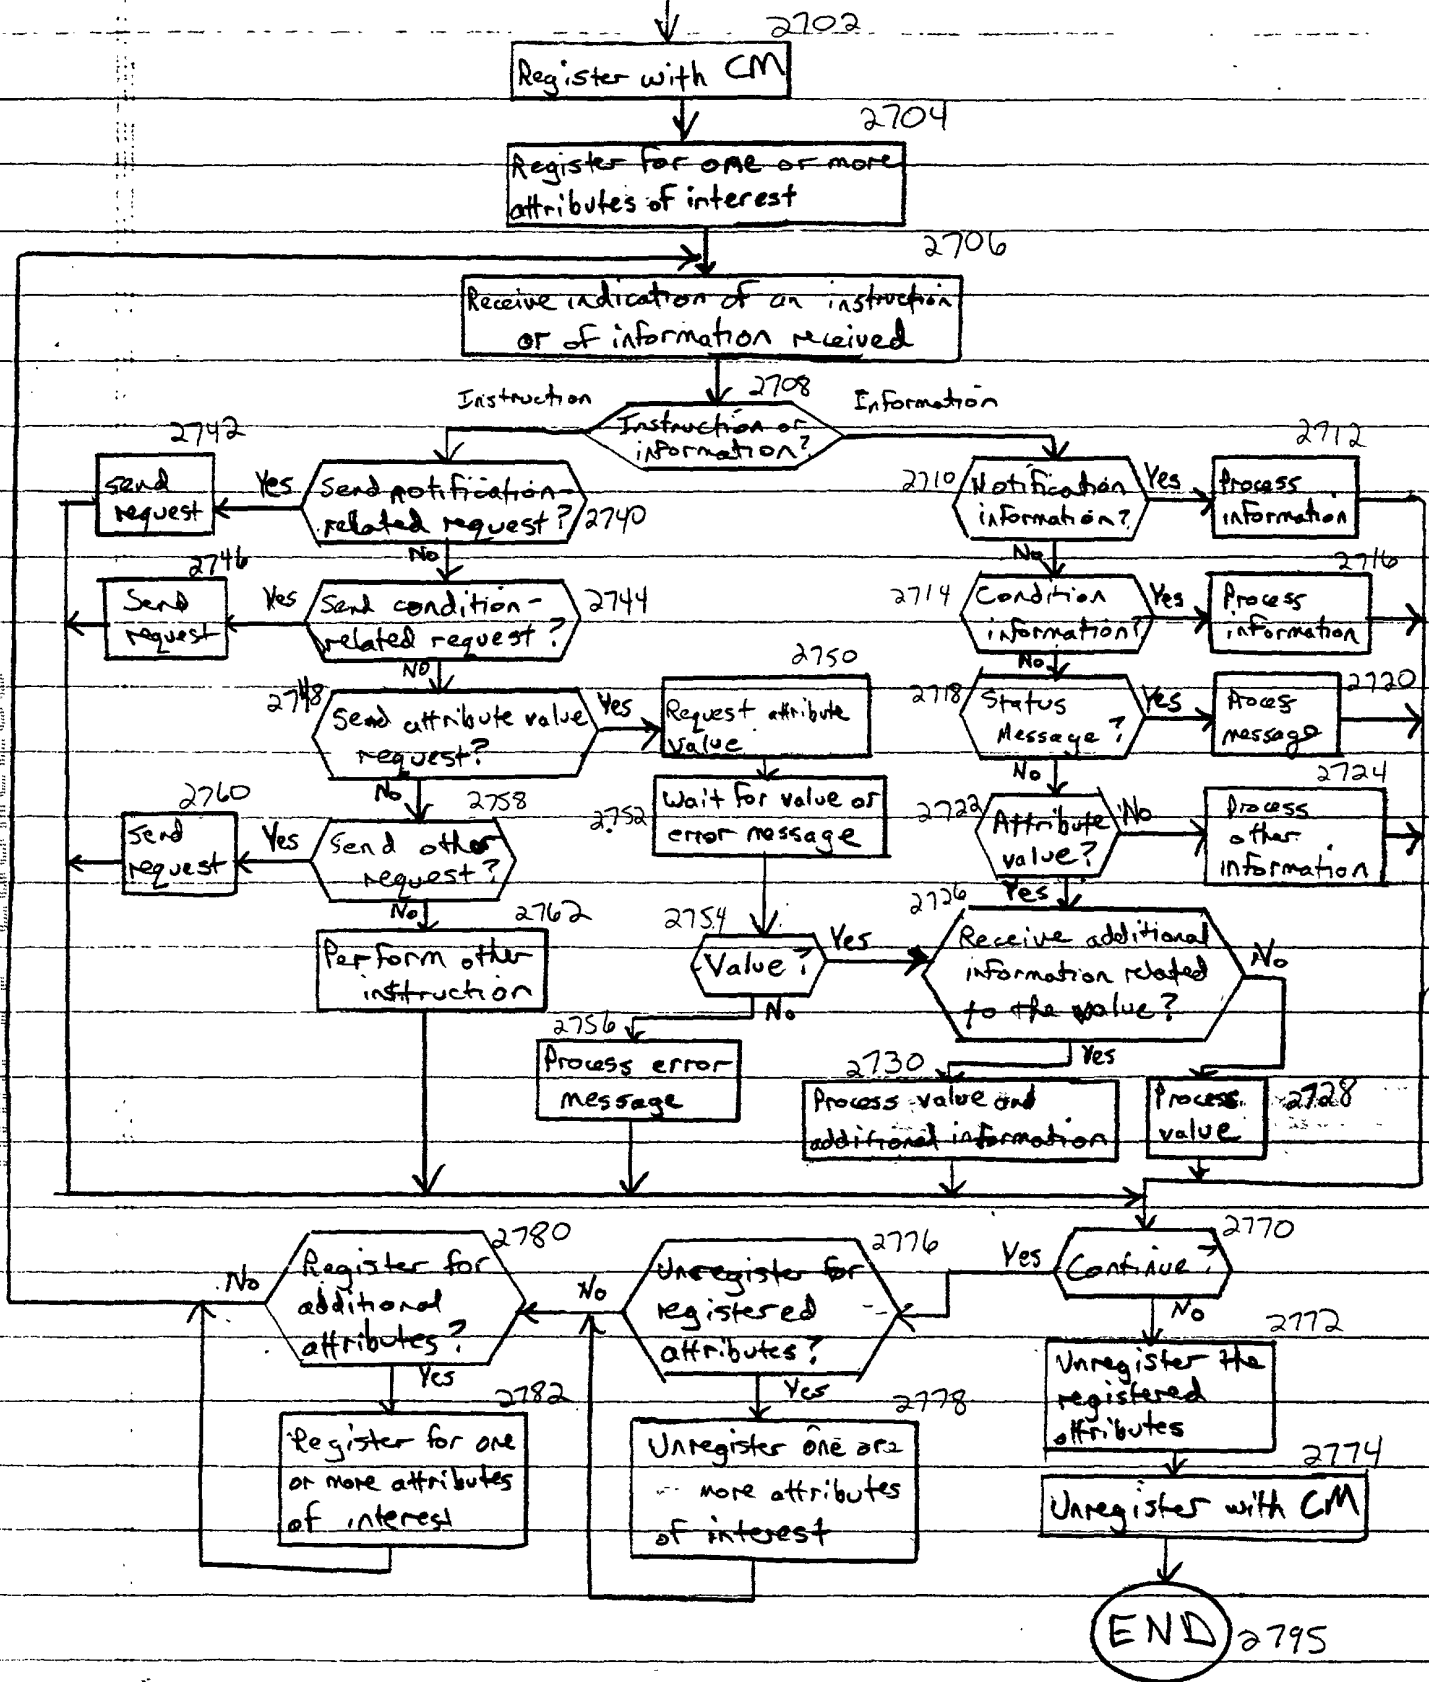 2702
Register with CM
2704
Register for one or more
attributes of interest
2706
Receive indication of an instruction
or of information received
2708
Instruction
Information
Instruction or
information?
2742
Send
request
Yes
Send notification-
related request?
2740
No
2746
Send
request
Yes
Send condition-
related request?
2744
No
2748
Send attribute value
request?
Yes
2750
Request attribute
value
2752
Wait for value or
error message
No
2760
Send
request
Yes
2758
Send other
request?
No
2762
Perform other
instruction
2754
Value?
Yes
No
2756
Process error
message
2710
Notification
information?
Yes
2712
Process
information
No
2714
Condition
information?
Yes
2716
Process
information
No
2718
Status
Message?
Yes
2720
Proces
message
No
2722
Attribute
value?
No
2724
Process
other
information
Yes
2726
Receive additional
information related
to the value?
No
Yes
2730
Process value and
additional information
Process
value
2728
2770
Continue?
Yes
No
2772
Unregister the
registered
attributes
2774
Unregister with CM
END
2795
2776
Unregister for
registered
attributes?
No
Yes
2778
Unregister one or
more attributes
of interest
2780
Register for
additional
attributes?
No
Yes
2782
Register for one
or more attributes
of interest